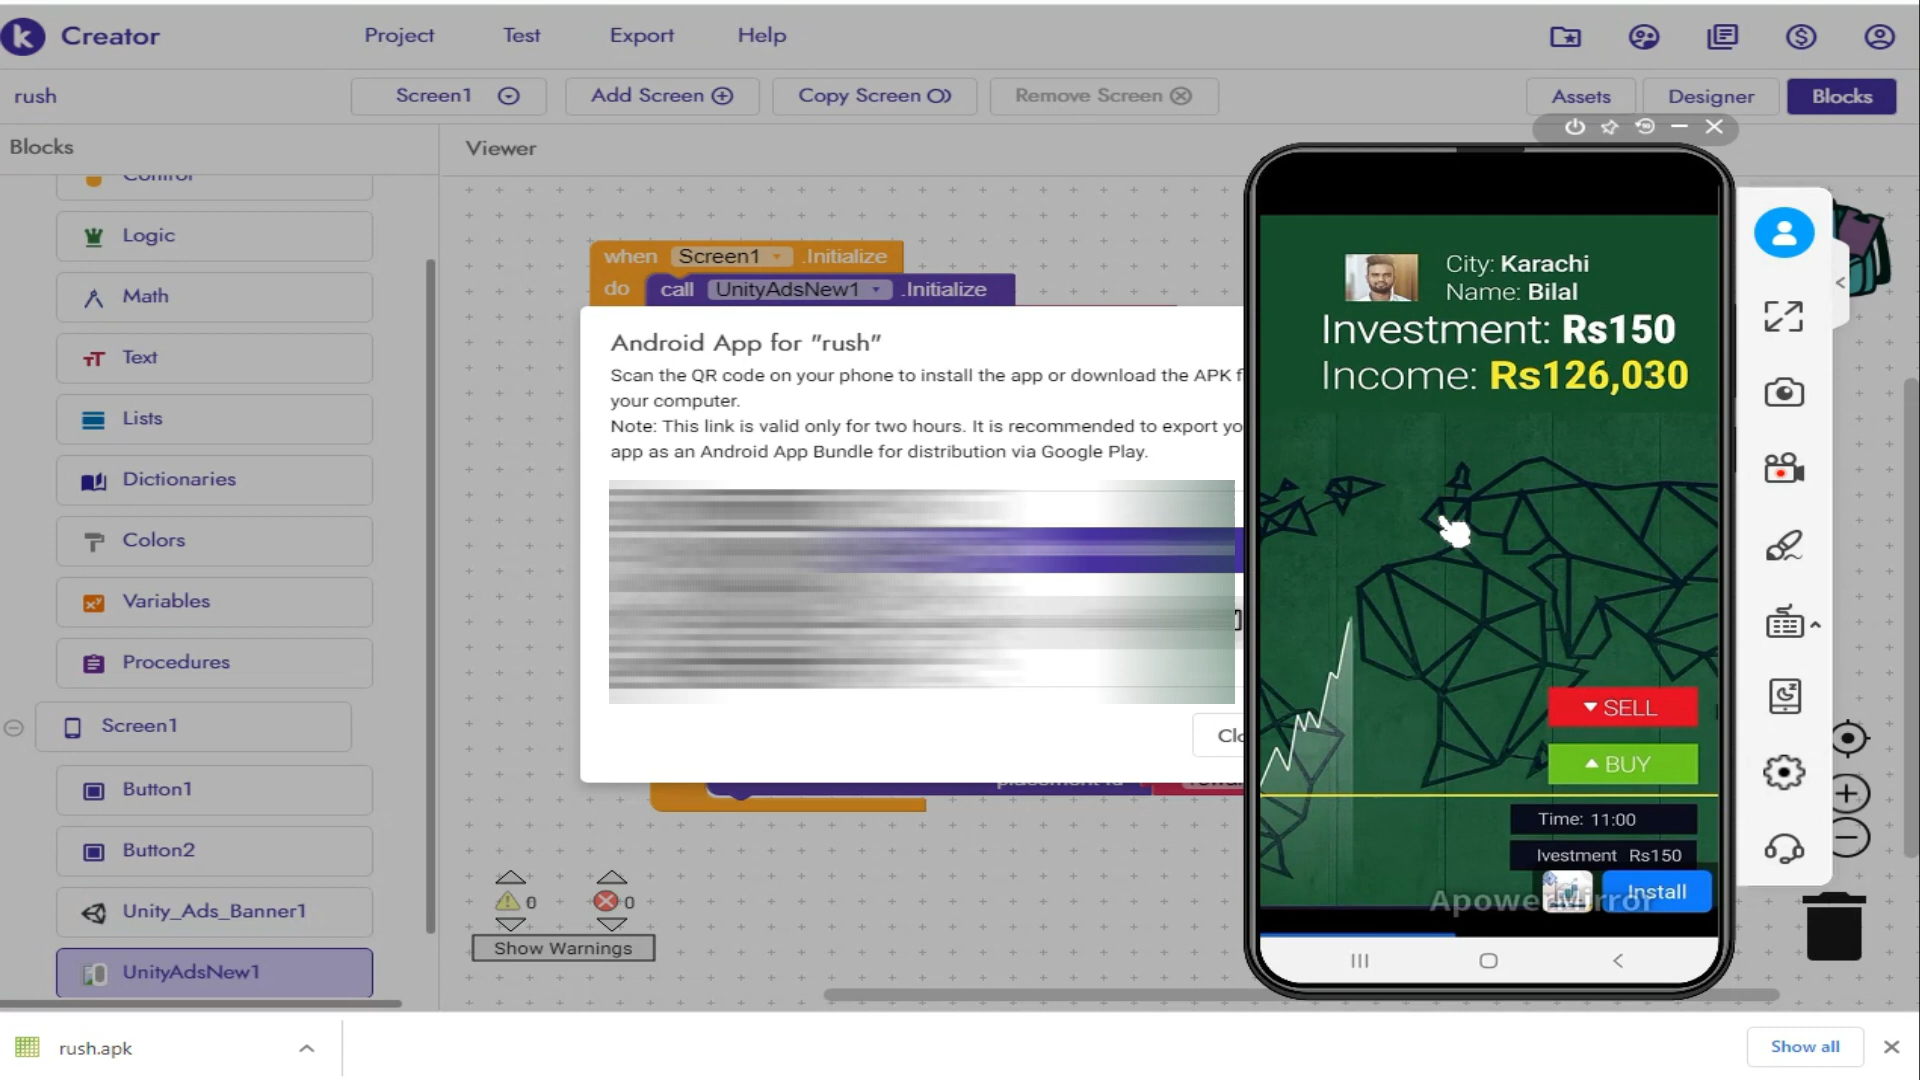 Creator
Project
Test
Export
Help
rush
Screen1
Add Screen
Copy Screen
Remove Screen
Assets
Designer
Blocks
Blocks
Viewer
Control
Logic
Math
Text
Lists
Dictionaries
Colors
Variables
Procedures
Screen1
Button1
Button2
Unity_Ads_Banner1
UnityAdsNew1
when Screen1 .Initialize
do call UnityAdsNew1 .Initialize
Android App for "rush"
Scan the QR code on your phone to install the app or download the APK f
your computer.
Note: This link is valid only for two hours. It is recommended to export yo
app as an Android App Bundle for distribution via Google Play.
Clo
0
0
Show Warnings
City: Karachi
Name: Bilal
Investment: Rs150
Income: Rs126,030
SELL
BUY
Time: 11:00
Ivestment Rs150
Install
ApowerMirror
rush.apk
Show all